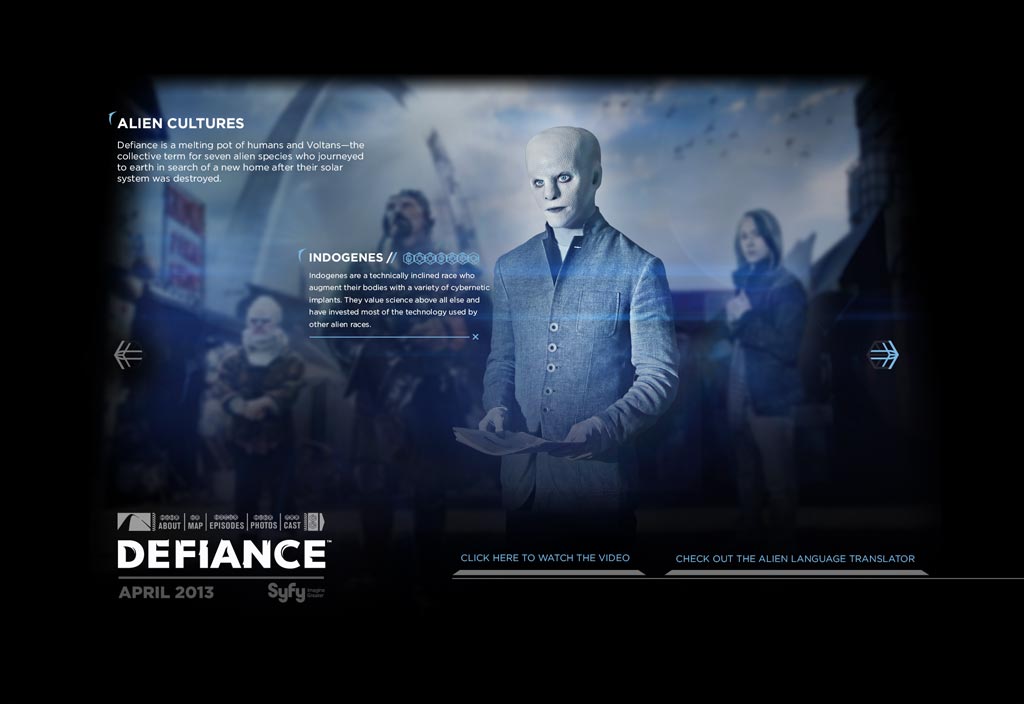 ALIEN CULTURES
Defiance is a melting pot of humans and Voltans—the
collective term for seven alien species who journeyed
to earth in search of a new home after their solar
system was destroyed.
INDOGENES //
Indogenes are a technically inclined race who
augment their bodies with a variety of cybernetic
implants. They value science above all else and
have invested most of the technology used by
other alien races.
ABOUT | MAP | EPISODES | PHOTOS | CAST
DEFIANCE™
APRIL 2013
Syfy
Imagine
Greater
CLICK HERE TO WATCH THE VIDEO
CHECK OUT THE ALIEN LANGUAGE TRANSLATOR